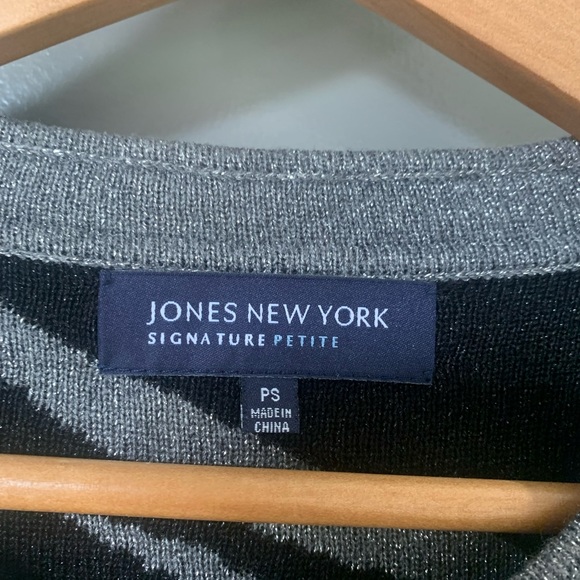 JONES NEW YORK
SIGNATURE PETITE
PS
MADE IN
CHINA